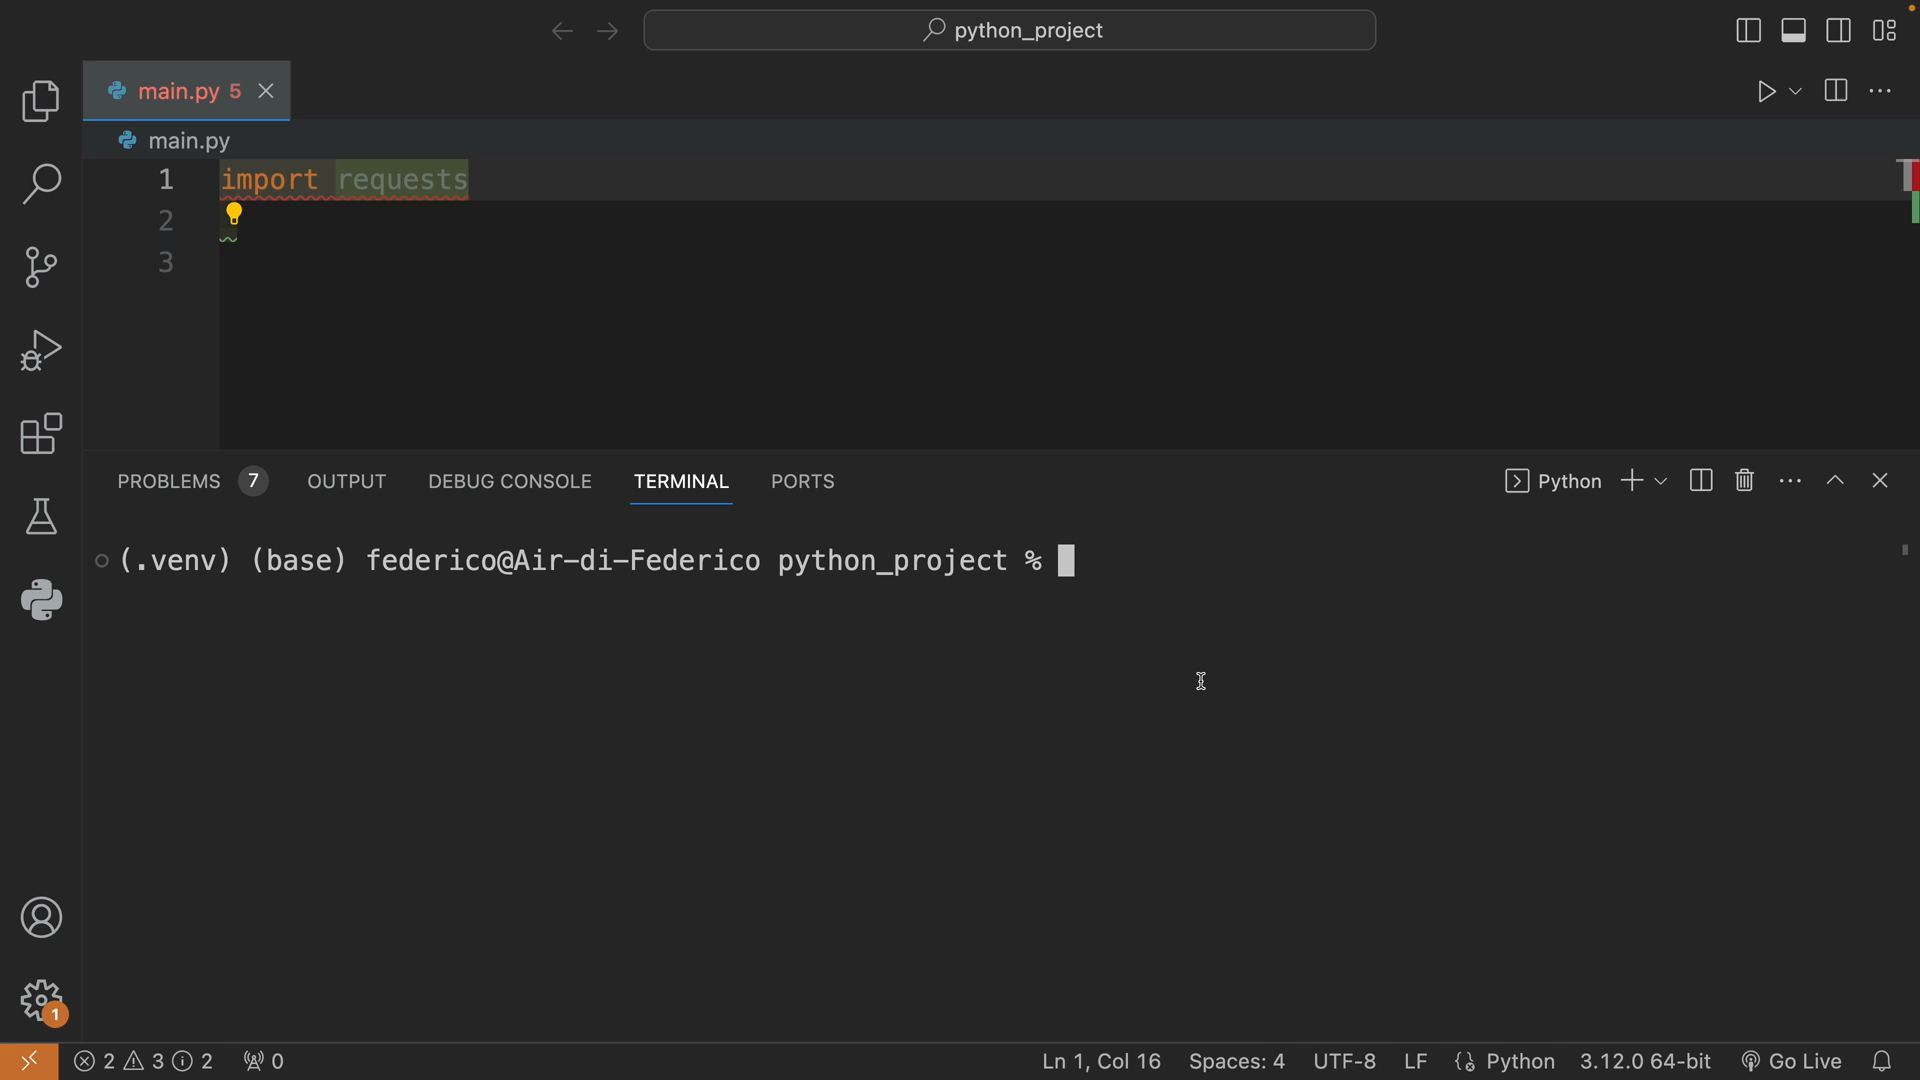 python_project
main.py 5
main.py
1 import requests
2
3
PROBLEMS 7 OUTPUT DEBUG CONSOLE TERMINAL PORTS Python
(.venv) (base) federico@Air-di-Federico python_project %
1
2 3 2 0 Ln 1, Col 16 Spaces: 4 UTF-8 LF Python 3.12.0 64-bit Go Live